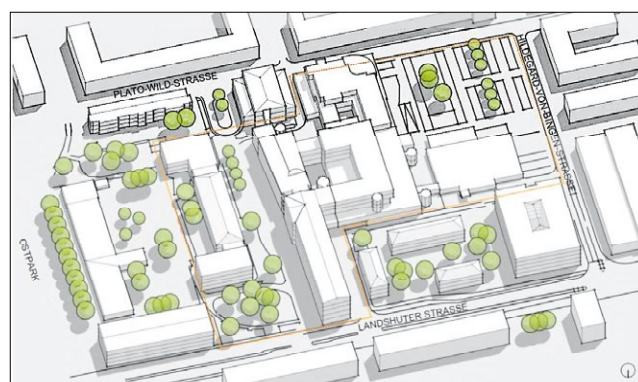 PLATO-WILD-STRASSE
HILDEGARD-VON-BINGEN STRASSE
OSTPARK
LANDSHUTER STRASSE